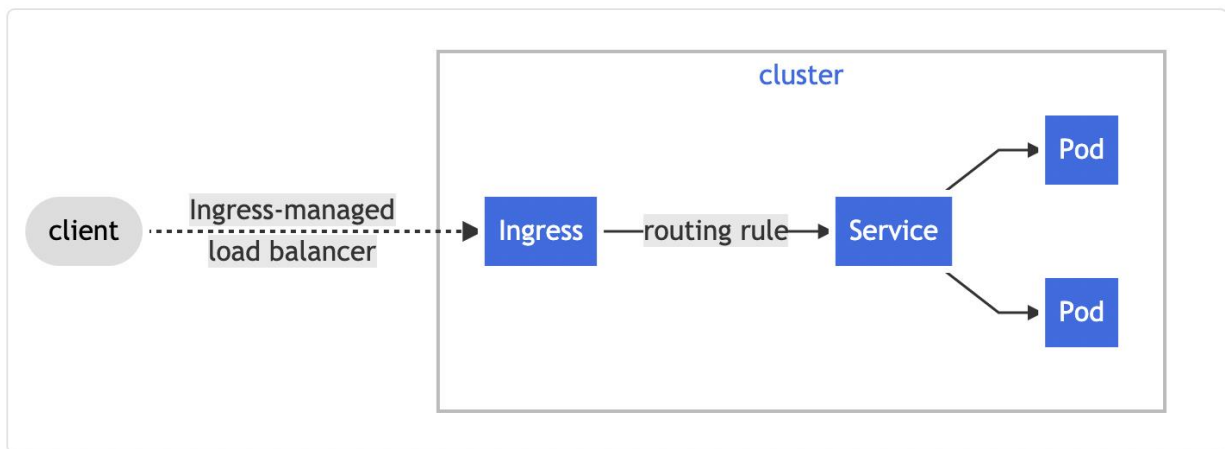 cluster
client
Ingress-managed
load balancer
Ingress
routing rule
Service
Pod
Pod